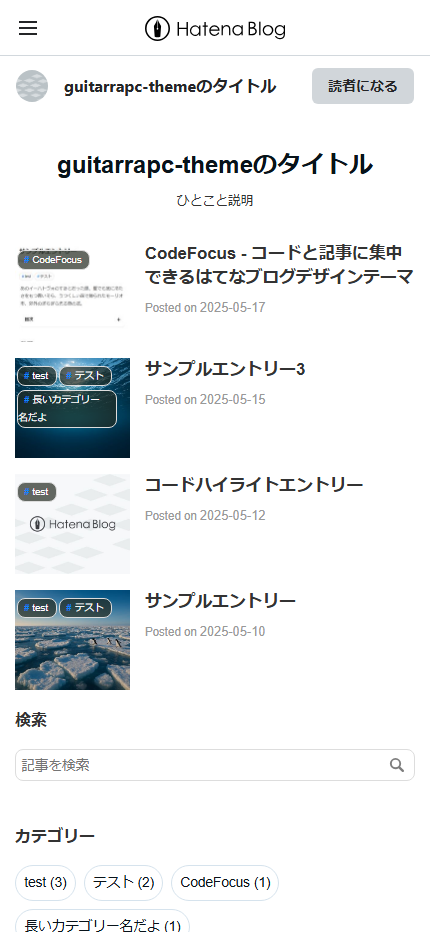 Hatena Blog
guitarrapc-themeのタイトル
読者になる
guitarrapc-themeのタイトル
ひとこと説明
# CodeFocus
CodeFocus - コードと記事に集中
できるはてなブログデザインテーマ
Posted on 2025-05-17
# test # テスト
# 長いカテゴリー
名だよ
サンプルエントリー3
Posted on 2025-05-15
# test
Hatena Blog
コードハイライトエントリー
Posted on 2025-05-12
# test # テスト
サンプルエントリー
Posted on 2025-05-10
検索
記事を検索
カテゴリー
test (3) テスト (2) CodeFocus (1)
長いカテゴリー名だよ (1)